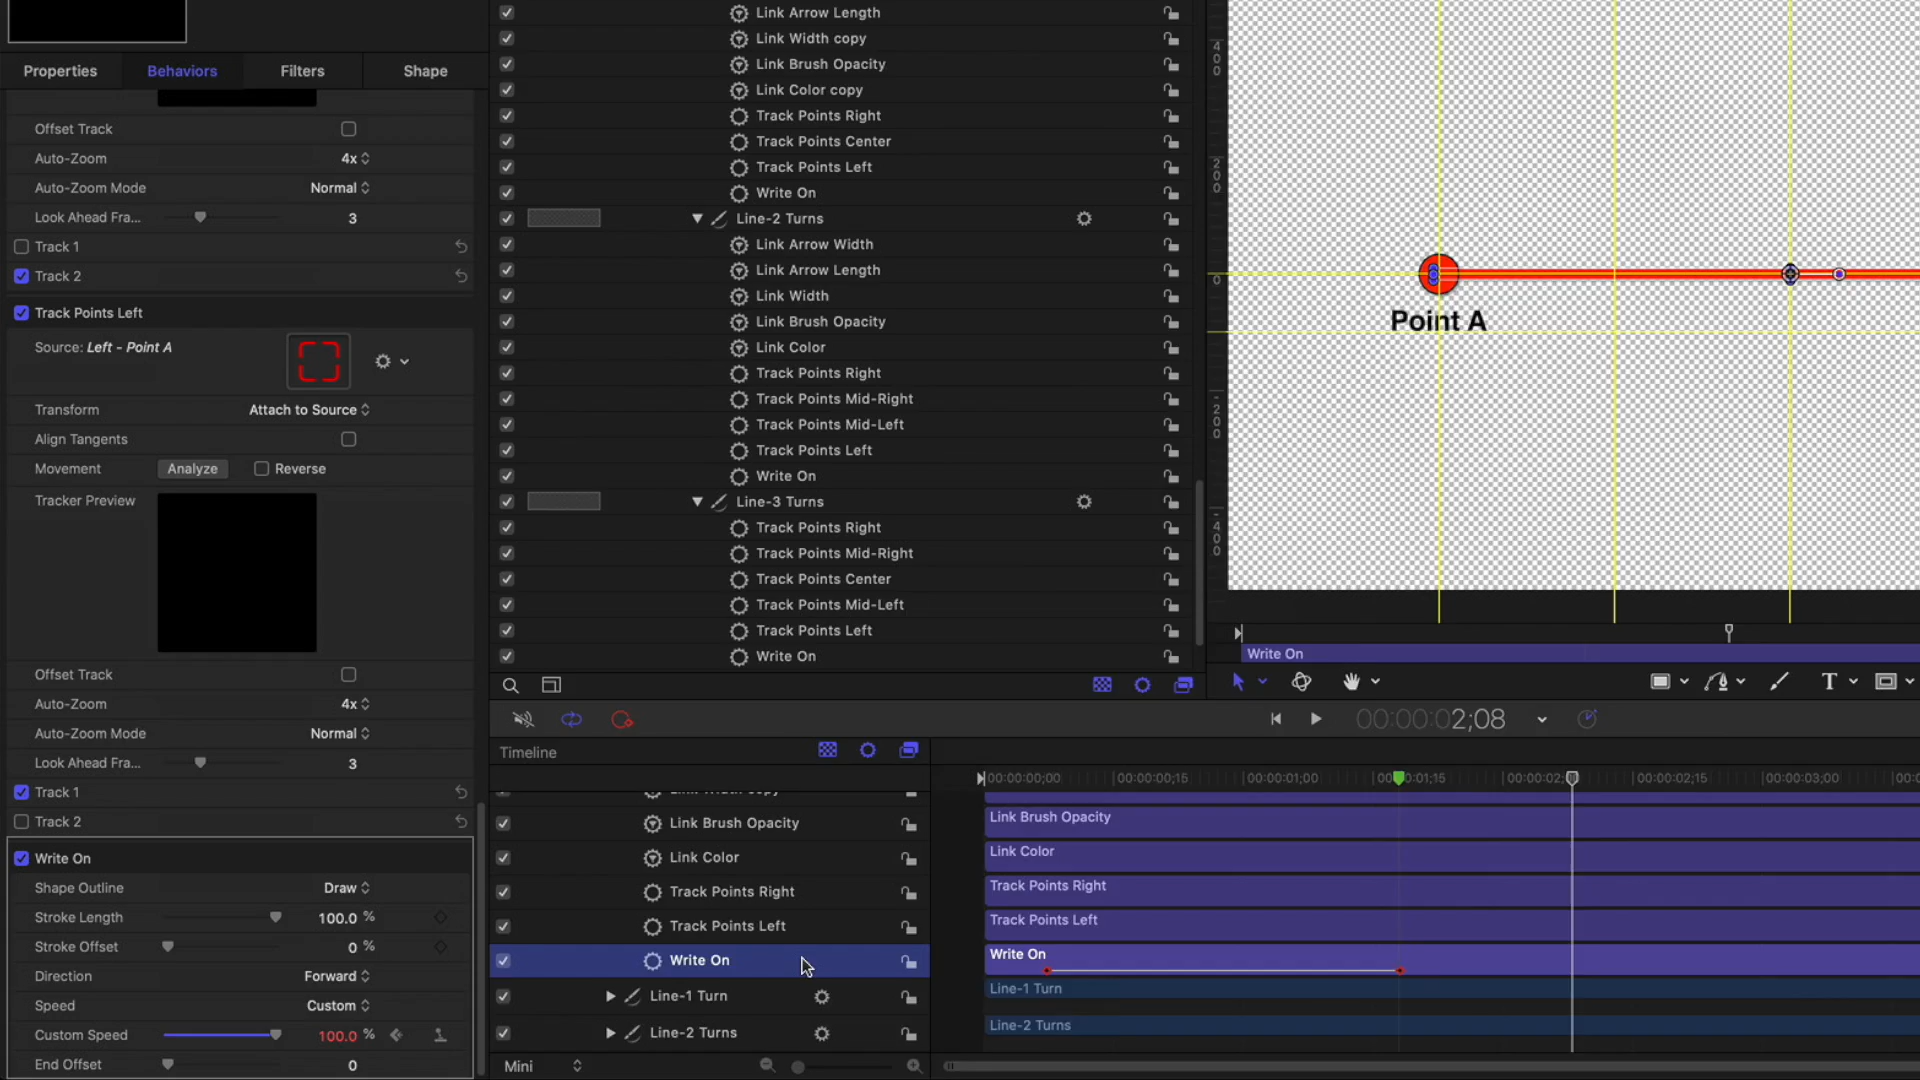 Properties
Behaviors
Filters
Shape
Offset Track
Auto-Zoom
4x
Auto-Zoom Mode
Normal
Look Ahead Fra...
3
Track 1
Track 2
Track Points Left
Source: Left - Point A
Transform
Attach to Source
Align Tangents
Movement
Analyze
Reverse
Tracker Preview
Offset Track
Auto-Zoom
4x
Auto-Zoom Mode
Normal
Look Ahead Fra...
3
Track 1
Track 2
Write On
Shape Outline
Draw
Stroke Length
100.0 %
Stroke Offset
0 %
Direction
Forward
Speed
Custom
Custom Speed
100.0 %
End Offset
0
Link Arrow Length
Link Width copy
Link Brush Opacity
Link Color copy
Track Points Right
Track Points Center
Track Points Left
Write On
Line-2 Turns
Link Arrow Width
Link Arrow Length
Link Width
Link Brush Opacity
Link Color
Track Points Right
Track Points Mid-Right
Track Points Mid-Left
Track Points Left
Write On
Line-3 Turns
Track Points Right
Track Points Mid-Right
Track Points Center
Track Points Mid-Left
Track Points Left
Write On
400
200
0
-200
-400
Point A
Write On
T
00:00:02;08
Timeline
00:00:00;00
00:00:00;15
00:00:01;00
00:00:02;15
00:00:03;00
Link Brush Opacity
Link Color
Track Points Right
Track Points Left
Write On
Line-1 Turn
Line-2 Turns
Link Brush Opacity
Link Color
Track Points Right
Track Points Left
Write On
Line-1 Turn
Line-2 Turns
Mini